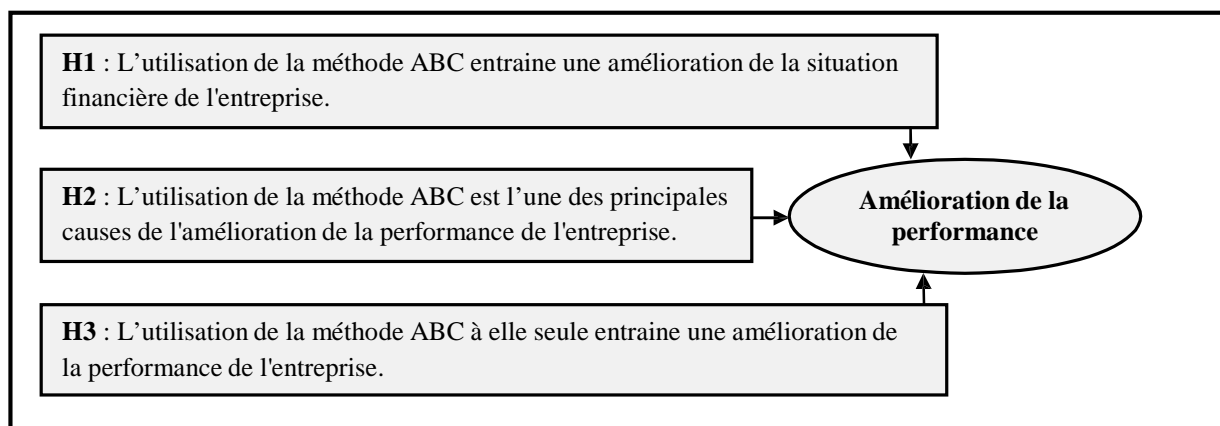 H1 : L’utilisation de la méthode ABC entraine une amélioration de la situation
financière de l'entreprise.
H2 : L’utilisation de la méthode ABC est l’une des principales
causes de l'amélioration de la performance de l'entreprise.
Amélioration de la
performance
H3 : L’utilisation de la méthode ABC à elle seule entraine une amélioration de
la performance de l'entreprise.